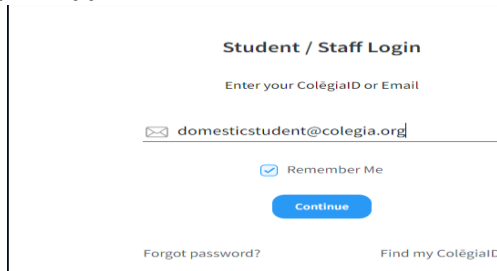 Student / Staff Login
Enter your ColēgiaID or Email
domesticstudent@colegia.org
Remember Me
Continue
Forgot password? Find my ColēgiaID